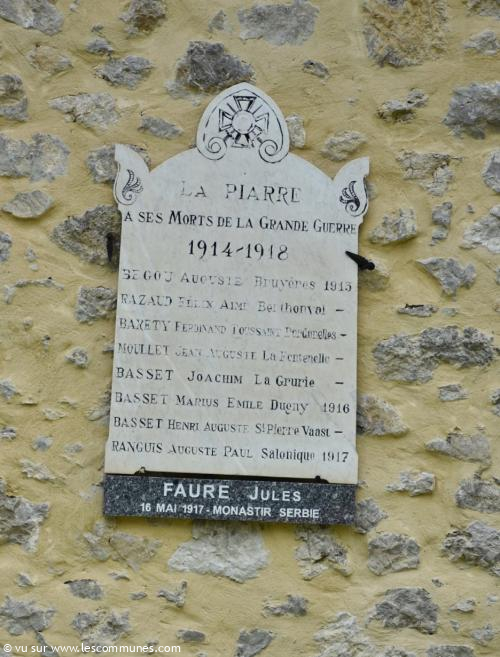 LA PIARRE
A SES MORTS DE LA GRANDE GUERRE
1914-1918
BEGOU AUGUSTE Bruyères 1915
RAZAUD FÉLIX AIMÉ Berthonval -
BARETY FERDINAND TOUSSAINT -
MOULLET JEAN AUGUSTE La Fontenelle -
BASSET JOACHIM La Grurie -
BASSET MARIUS EMILE Dugny 1916
BASSET HENRI AUGUSTE St Pierre Vaast -
RANGUIS AUGUSTE PAUL Salonique 1917
FAURE JULES
16 MAI 1917 - MONASTIR SERBIE
© vu sur www.lescommunes.com